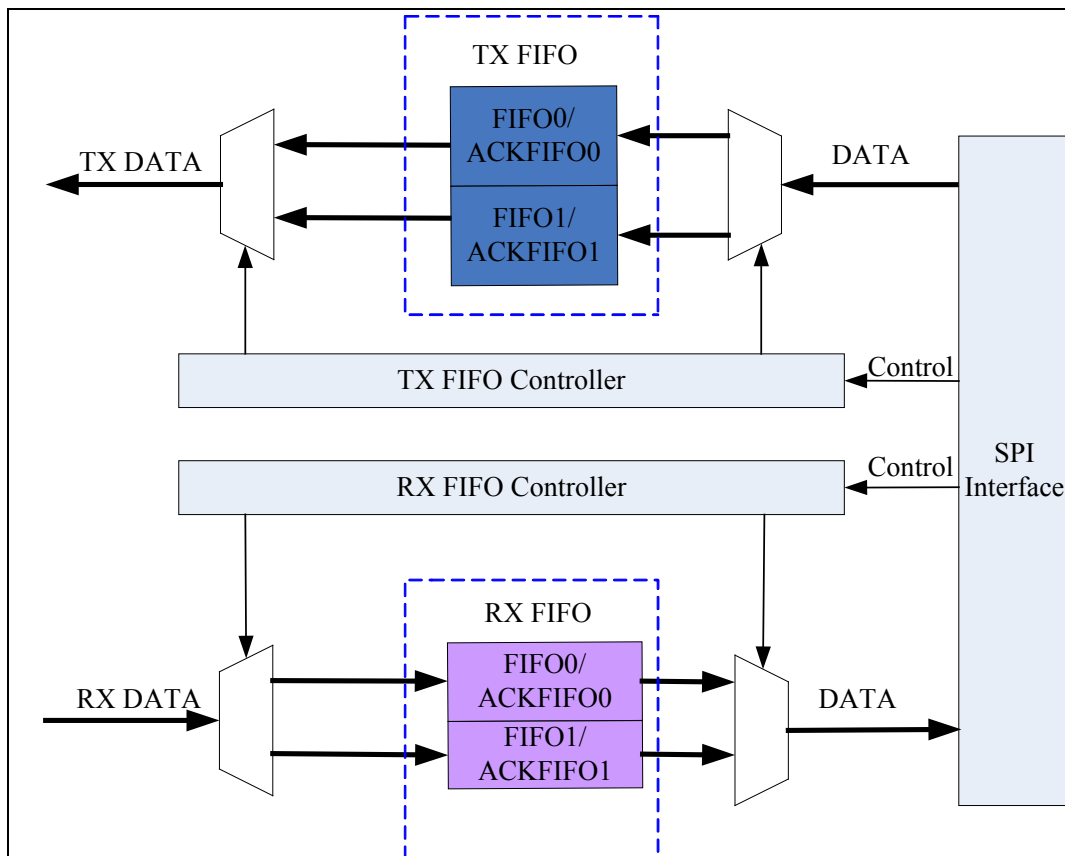 TX FIFO
FIFO0/
ACKFIFO0
FIFO1/
ACKFIFO1
TX DATA
DATA
TX FIFO Controller
Control
SPI
Interface
RX FIFO Controller
Control
RX FIFO
FIFO0/
ACKFIFO0
FIFO1/
ACKFIFO1
RX DATA
DATA